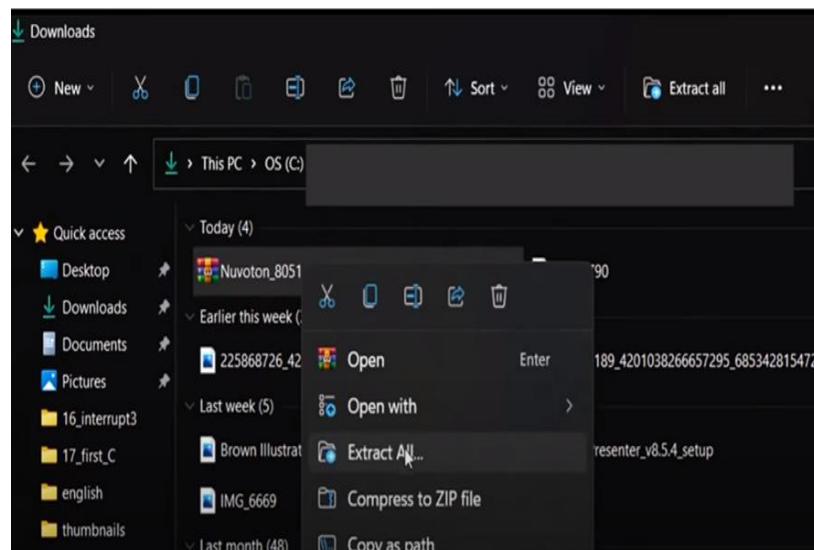 Downloads
New Sort View Extract all ...
This PC > OS (C:)
Quick access
Desktop
Downloads
Documents
Pictures
16_interrupt3
17_first_C
english
thumbnails
Today (4)
Nuvoton_8051
90
Earlier this week (
225868726_42
189_4201038266657295_685342815472
Last week (5)
Brown Illustrat
resenter_v8.5.4_setup
IMG_6669
Last month (48)
Open Enter
Open with
Extract All...
Compress to ZIP file
Copy as path